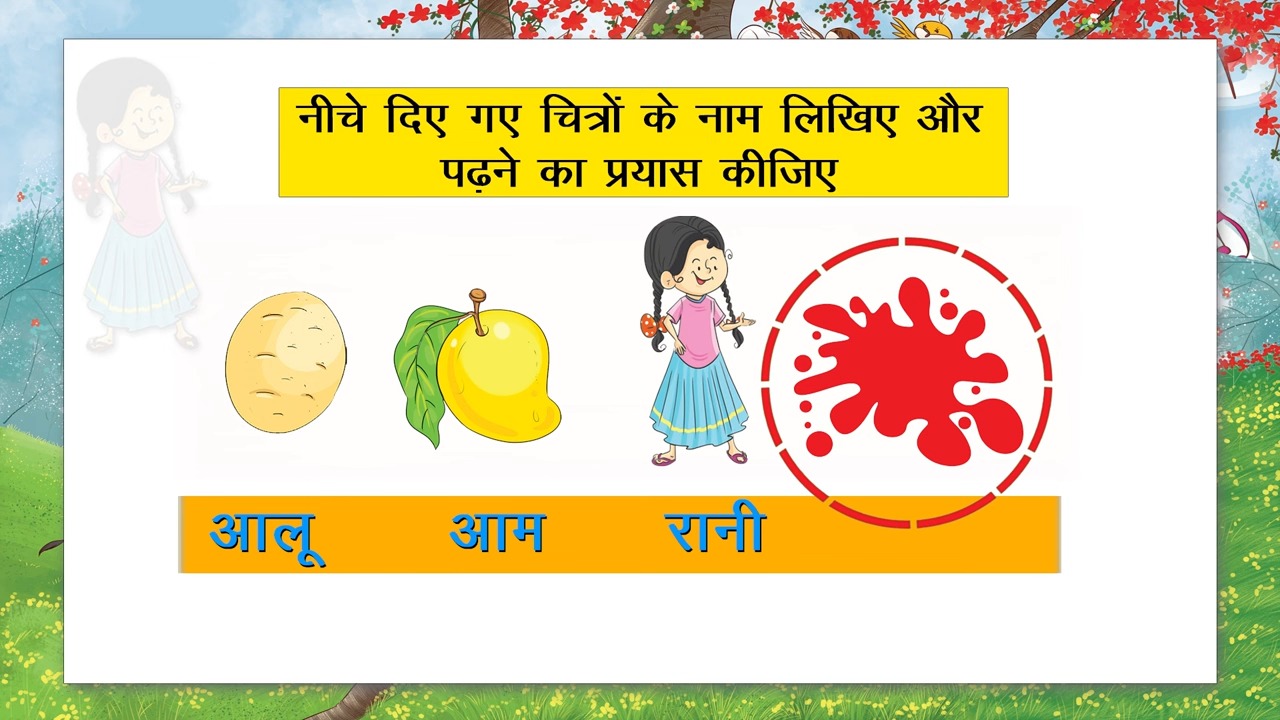 नीचे दिए गए चित्रों के नाम लिखिए और
पढ़ने का प्रयास कीजिए
आलू आम रानी